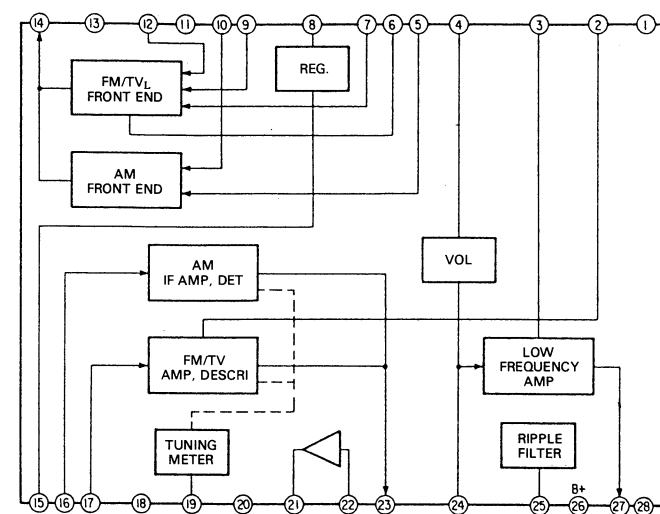 14 13 12 11 10 9 8 7 6 5 4 3 2 1
FM/TVL
FRONT END
REG.
AM
FRONT END
AM
IF AMP, DET
VOL
FM/TV
AMP, DESCRI
LOW
FREQUENCY
AMP
TUNING
METER
RIPPLE
FILTER
B+
15 16 17 18 19 20 21 22 23 24 25 26 27 28